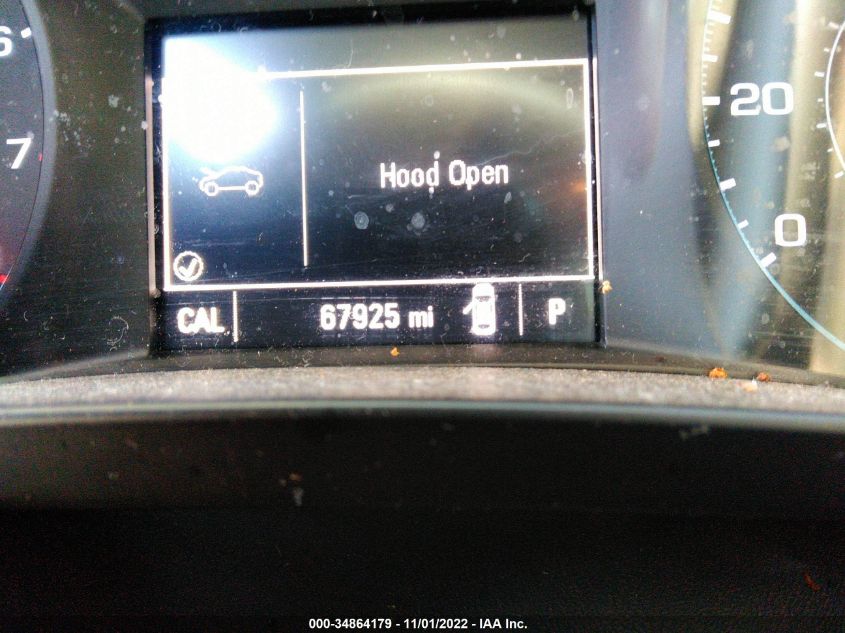 6
7
Hood Open
20
0
CAL
67925 mi
P
000-34864179 - 11/01/2022 - IAA Inc.